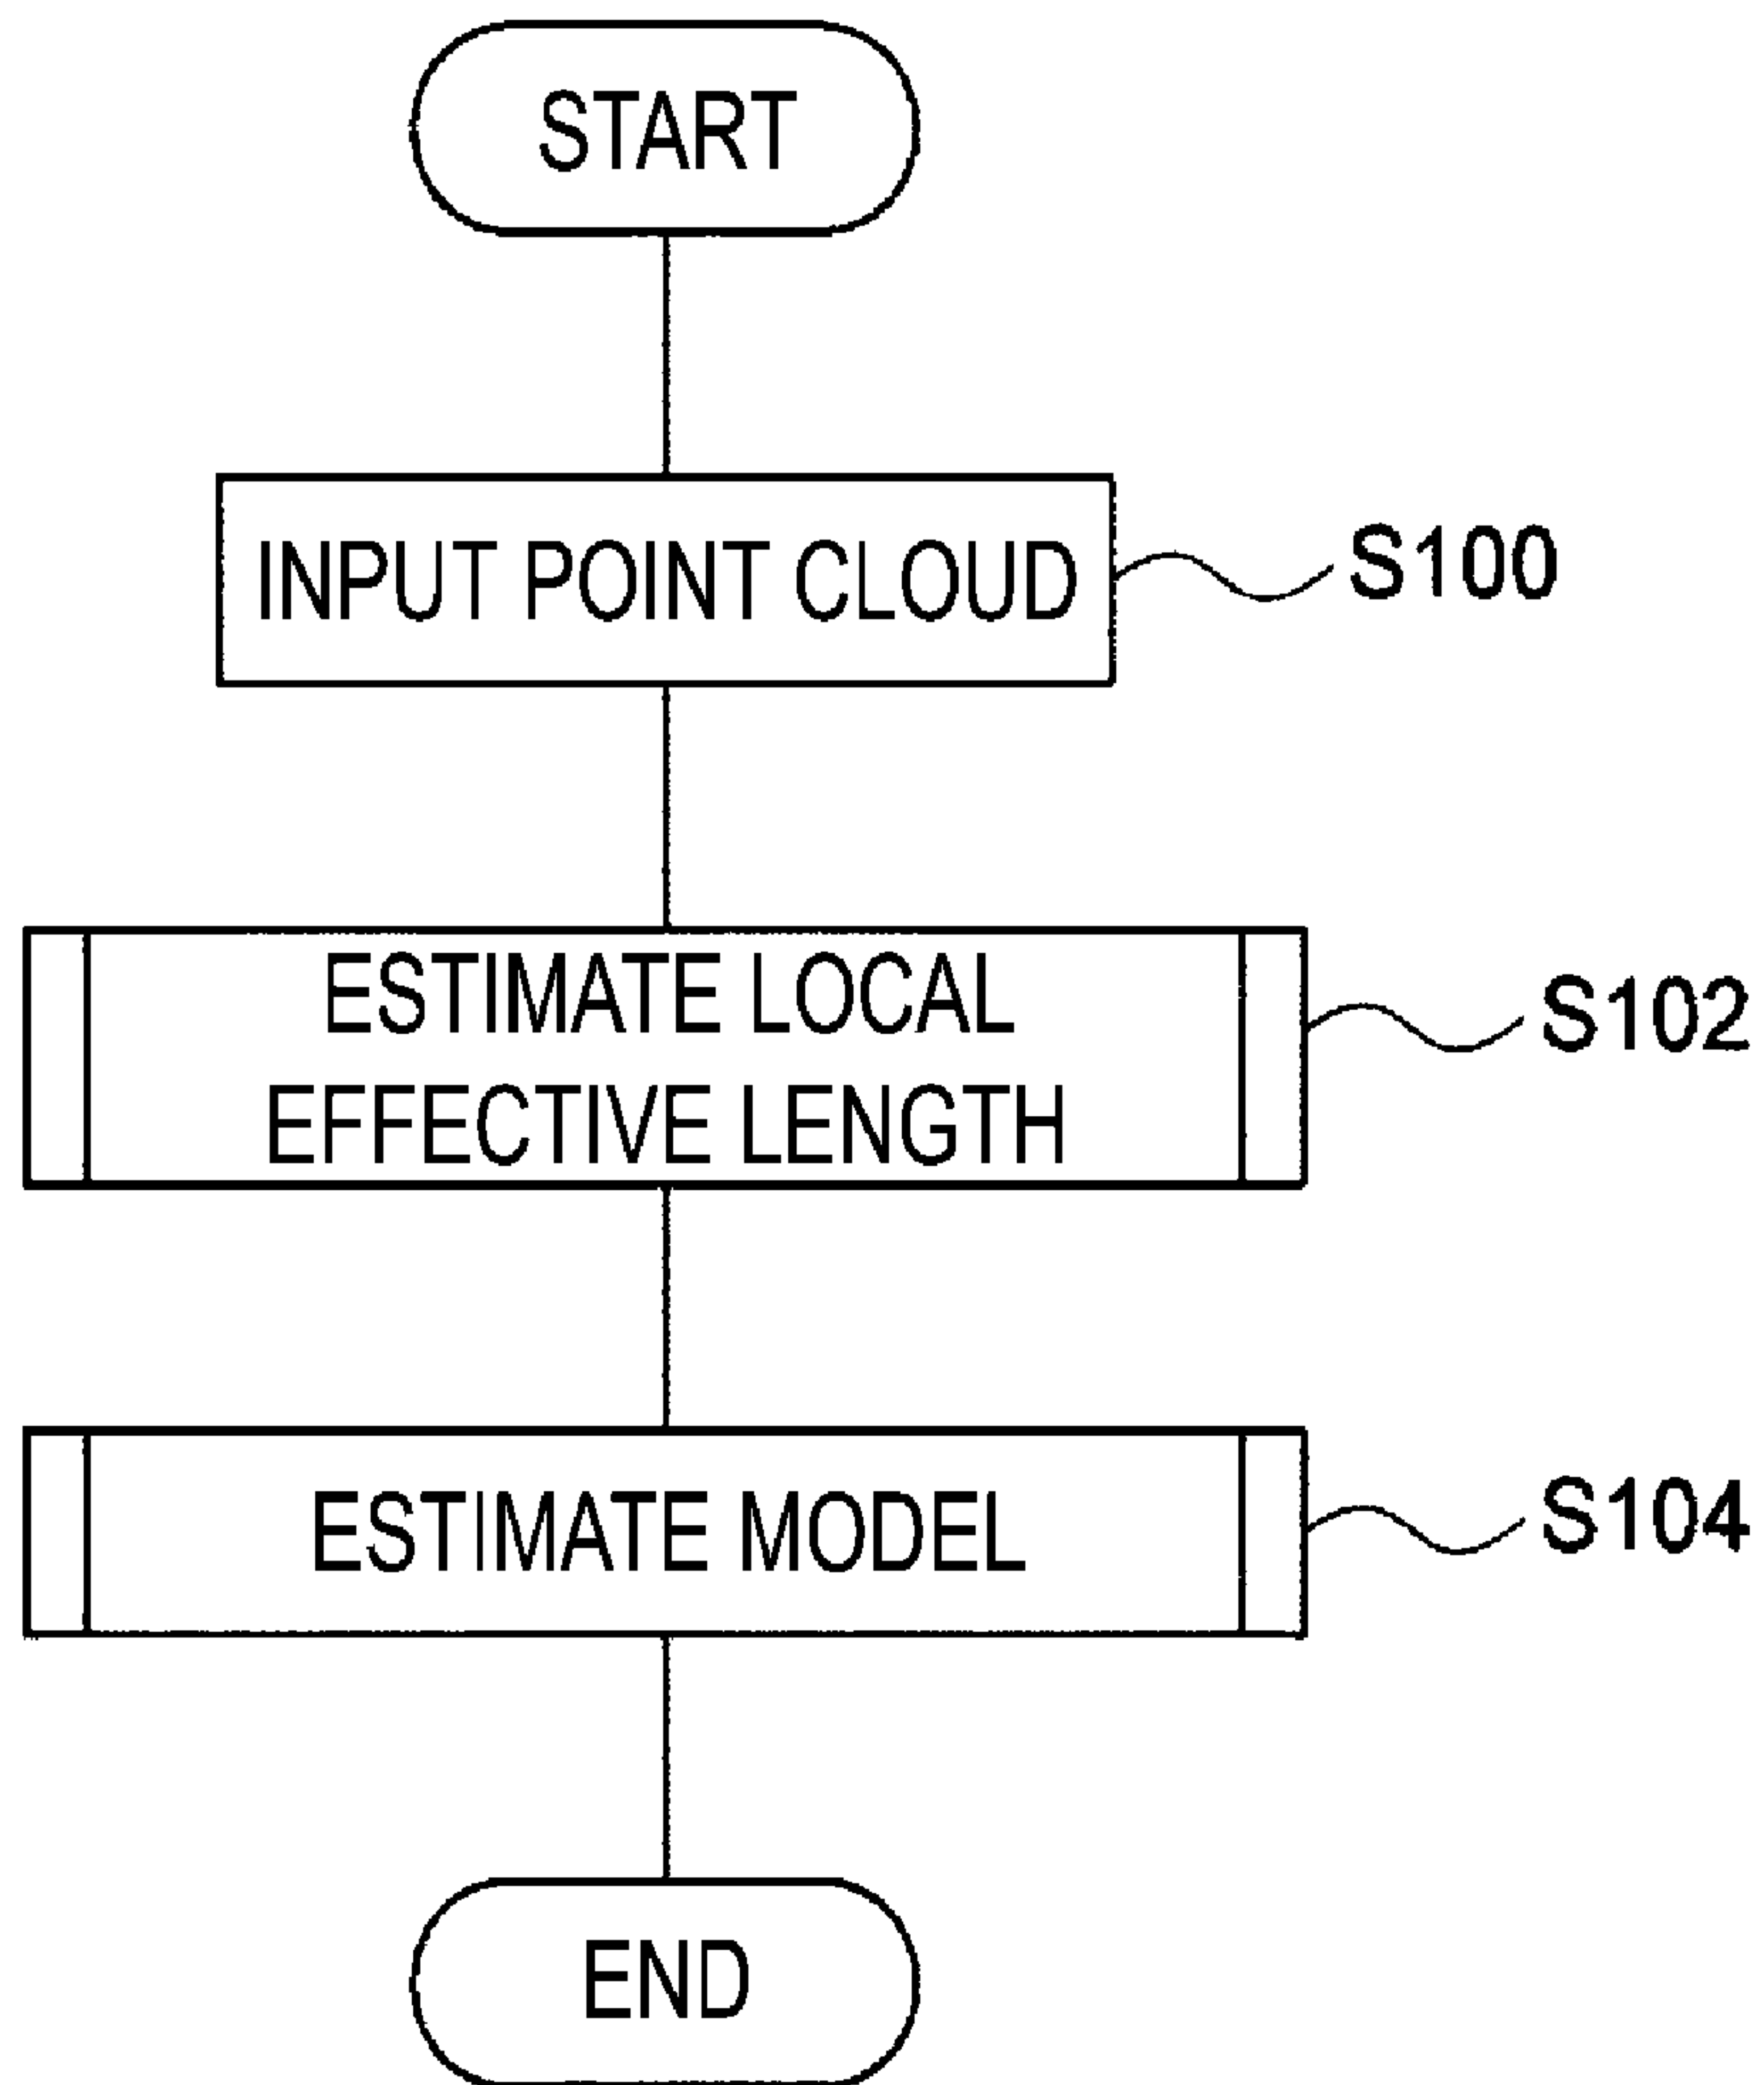 START
INPUT POINT CLOUD
S100
ESTIMATE LOCAL
EFFECTIVE LENGTH
S102
ESTIMATE MODEL
S104
END